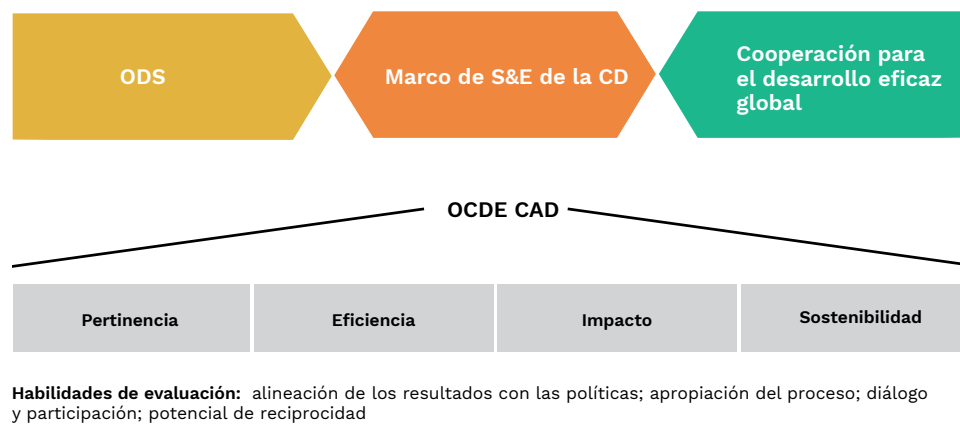 ODS
Marco de S&E de la CD
Cooperación para
el desarrollo eficaz
global
OCDE CAD
Pertinencia
Eficiencia
Impacto
Sostenibilidad
Habilidades de evaluación: alineación de los resultados con las políticas; apropiación del proceso; diálogo
y participación; potencial de reciprocidad